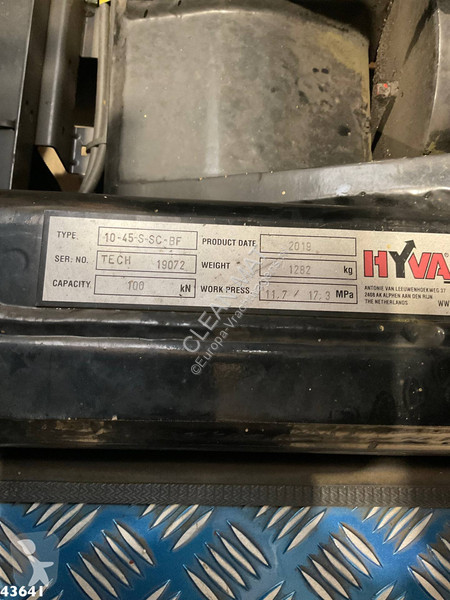 TYPE. 10-45-S-SC-BF PRODUCT DATE 2019
SER. NO. TECH 19072 WEIGHT 1282 kg
CAPACITY. 100 kN WORK PRESS. 11.7 / 17.3 MPa
HYVA
ANTONIE VAN LEEUWENHOEKWEG 37
2408 AK ALPHEN AAN DEN RIJN
THE NETHERLANDS WW
©Europa Vrac
43641